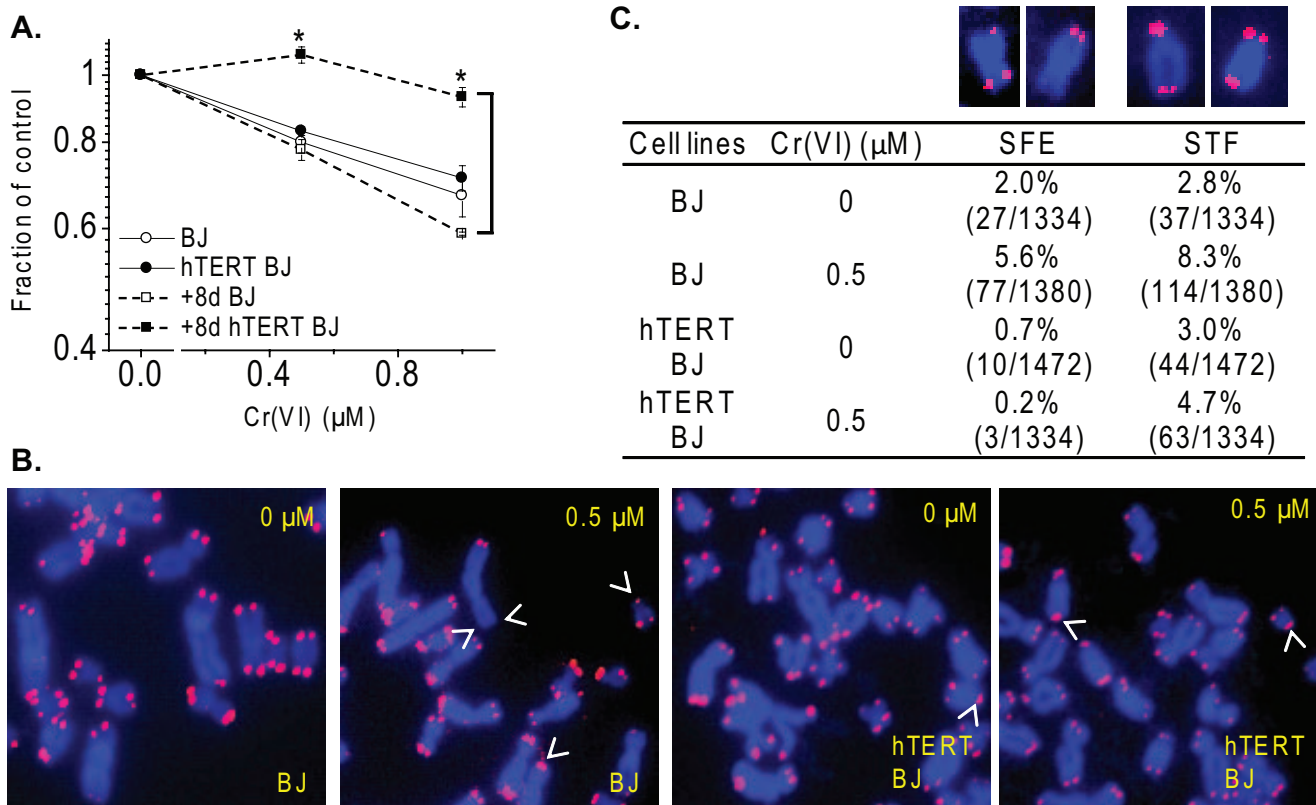 A.
*
*
1
0.8
0.6
0.4
Fraction of control
BJ
hTERT BJ
+8d BJ
+8d hTERT BJ
0.0 0.4 0.8
Cr(VI) (µM)
C.
Cell lines Cr(VI) (µM) SFE STF
BJ 0 2.0% 2.8%
(27/1334) (37/1334)
BJ 0.5 5.6% 8.3%
(77/1380) (114/1380)
hTERT 0.7% 3.0%
BJ 0 (10/1472) (44/1472)
hTERT 0.2% 4.7%
BJ 0.5 (3/1334) (63/1334)
B.
0 µM
BJ
0.5 µM
BJ
0 µM
hTERT
BJ
0.5 µM
hTERT
BJ